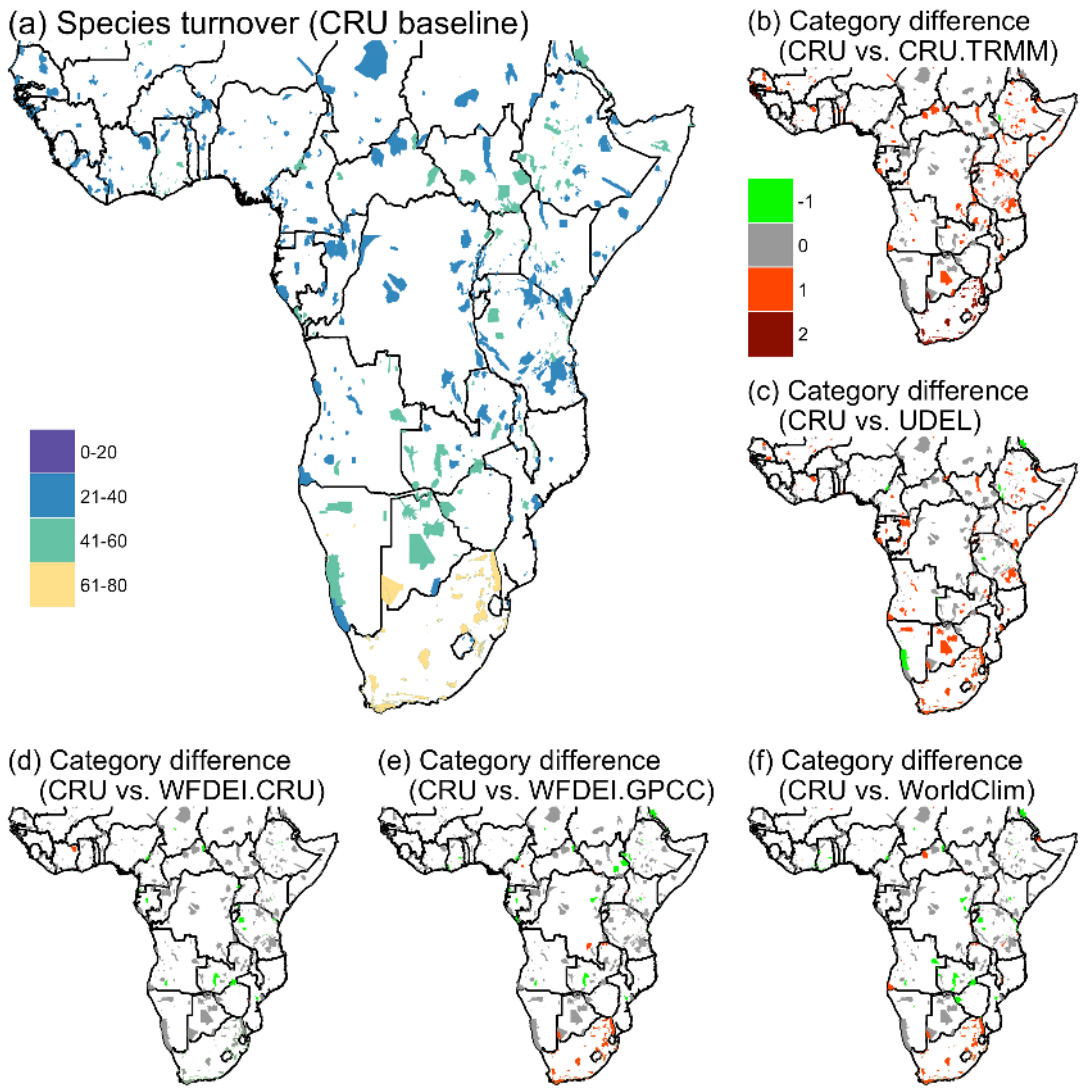 (a) Species turnover (CRU baseline)
0-20
21-40
41-60
61-80
(b) Category difference
(CRU vs. CRU.TRMM)
-1
0
1
2
(c) Category difference
(CRU vs. UDEL)
(d) Category difference
(CRU vs. WFDEI.CRU)
(e) Category difference
(CRU vs. WFDEI.GPCC)
(f) Category difference
(CRU vs. WorldClim)